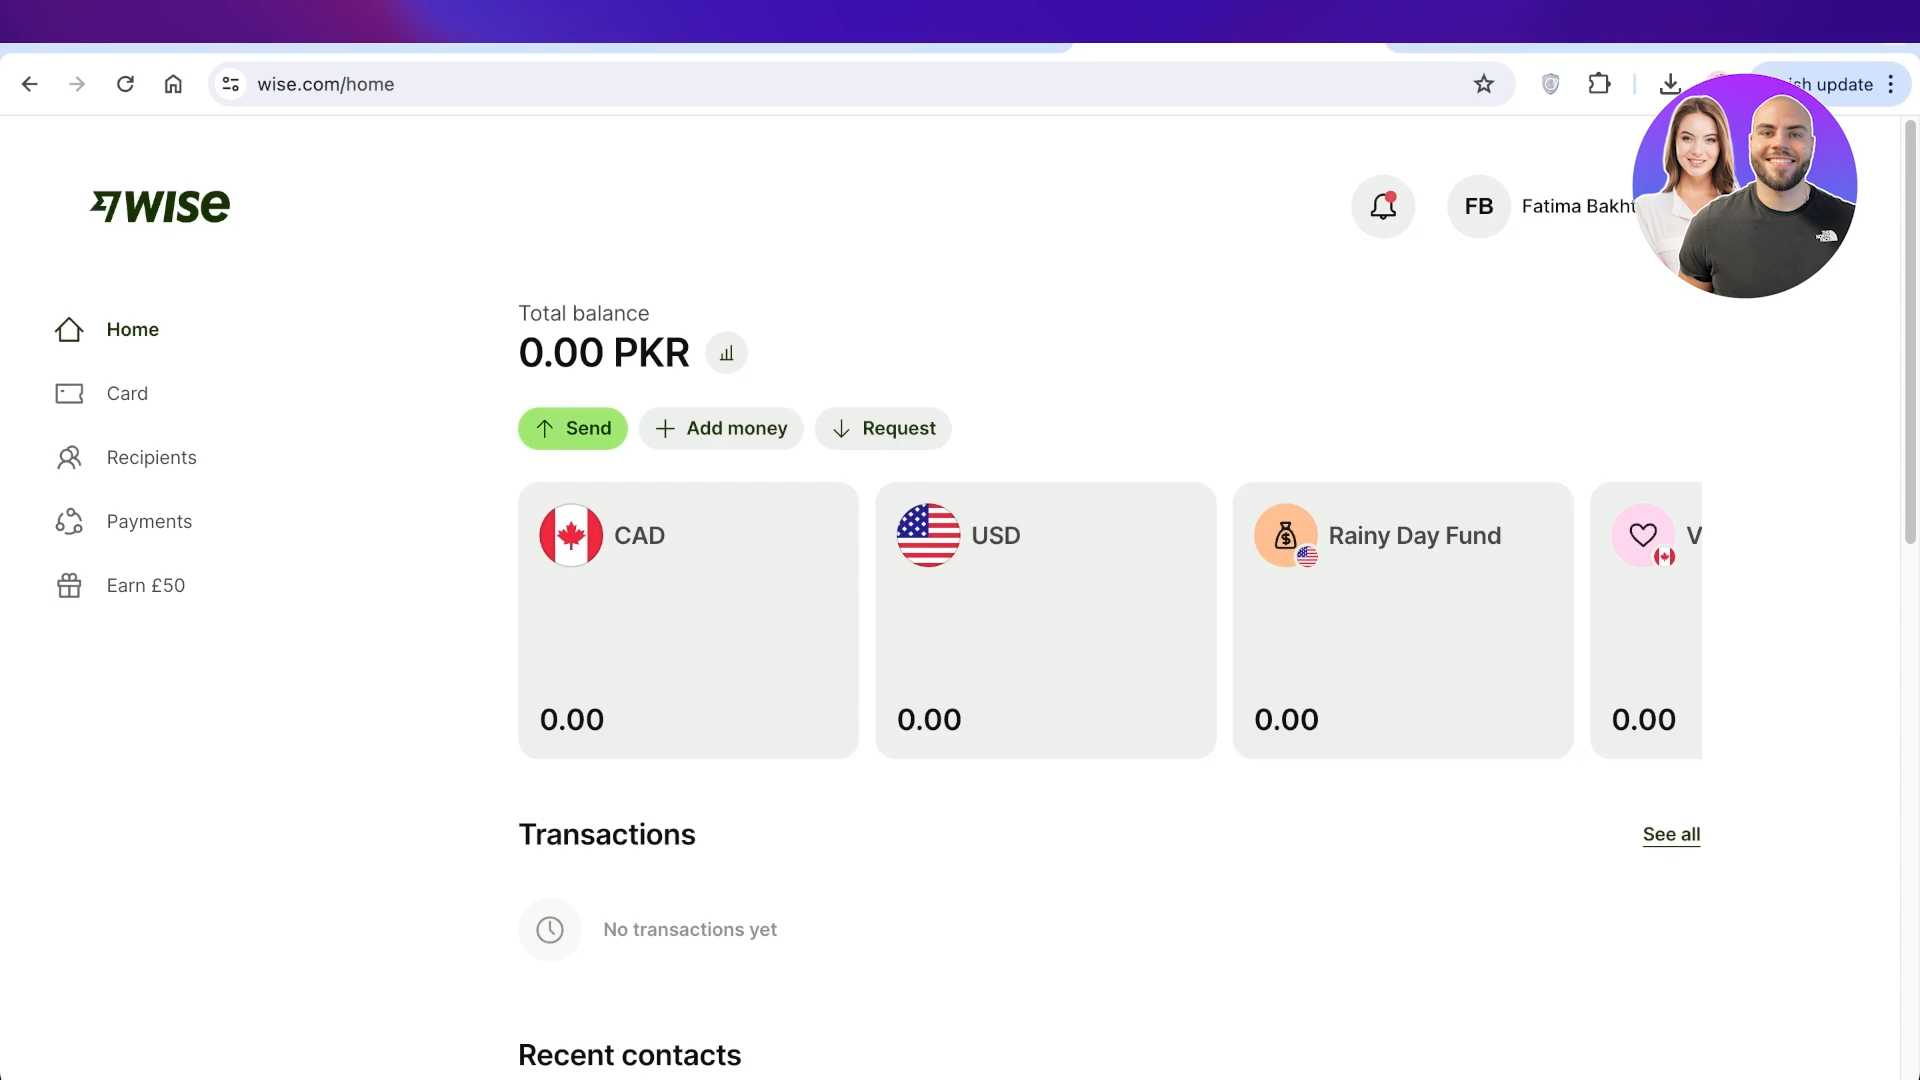 wise.com/home
update
WISE
FB
Fatima
Home
Card
Recipients
Payments
Earn £50
Total balance
0.00 PKR
Send
Add money
Request
CAD
0.00
USD
0.00
Rainy Day Fund
0.00
0.00
Transactions
See all
No transactions yet
Recent contacts